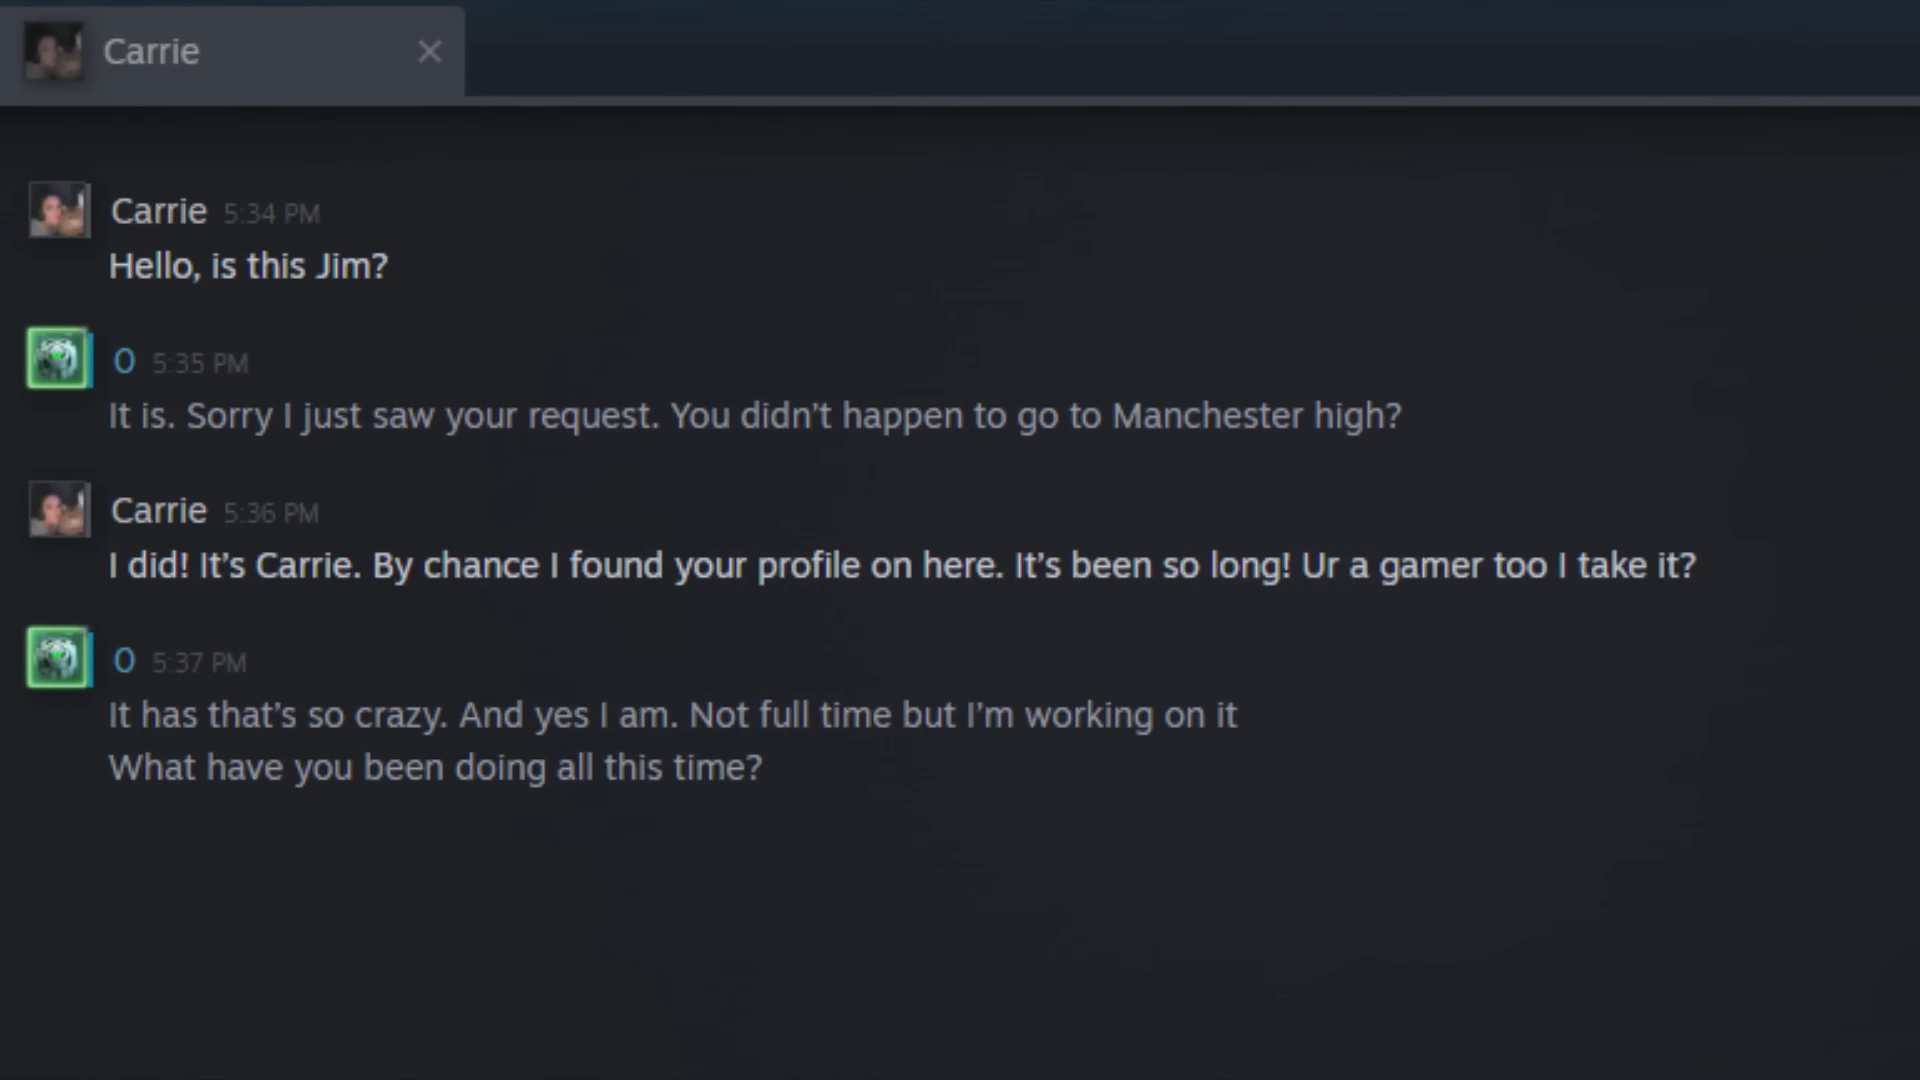 Carrie
Carrie 5:34 PM
Hello, is this Jim?
O 5:35 PM
It is. Sorry I just saw your request. You didn't happen to go to Manchester high?
Carrie 5:36 PM
I did! It's Carrie. By chance I found your profile on here. It's been so long! Ur a gamer too I take it?
O 5:37 PM
It has that's so crazy. And yes I am. Not full time but I'm working on it
What have you been doing all this time?